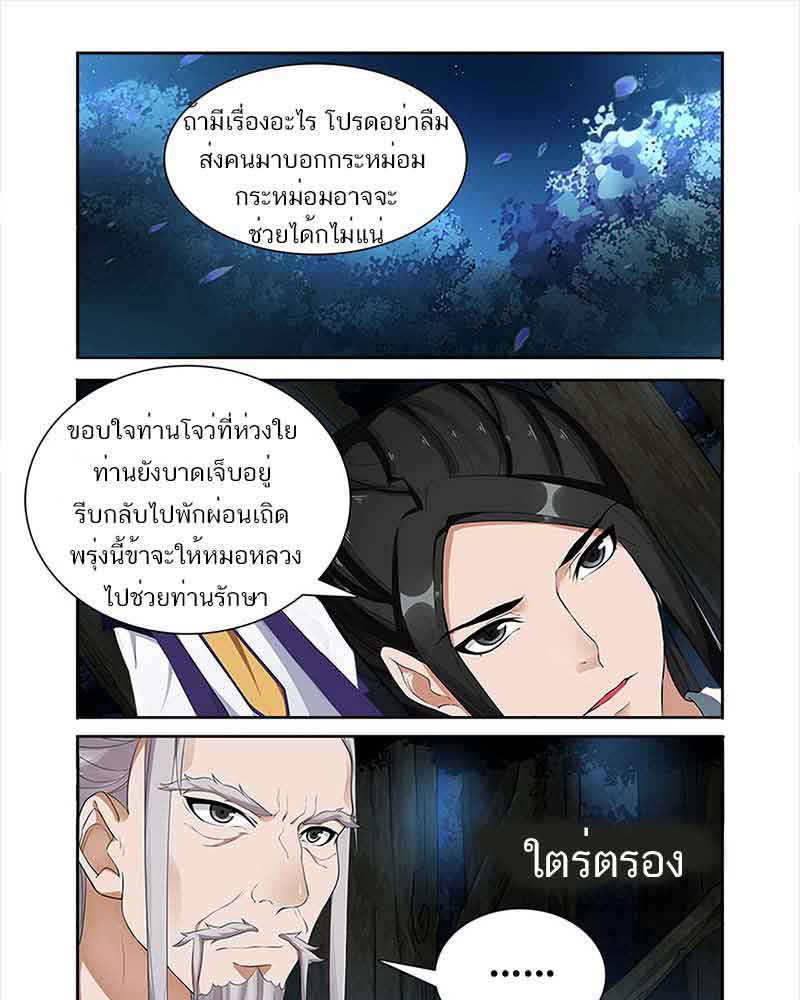 ถ้ามีเรื่องอะไร โปรดอย่าลืม
ส่งคนมาบอกกระหม่อม
กระหม่อมอาจจะ
ช่วยได้กไม่แน่
ขอบใจท่านโจว่ที่ห่วงใย
ท่านยังบาดเจ็บอยู่
รีบกลับไปพักผ่อนเถิด
พรุ่งนี้ข้าจะให้หมอหลวง
ไปช่วยท่านรักษา
ใตร่ตรอง
......